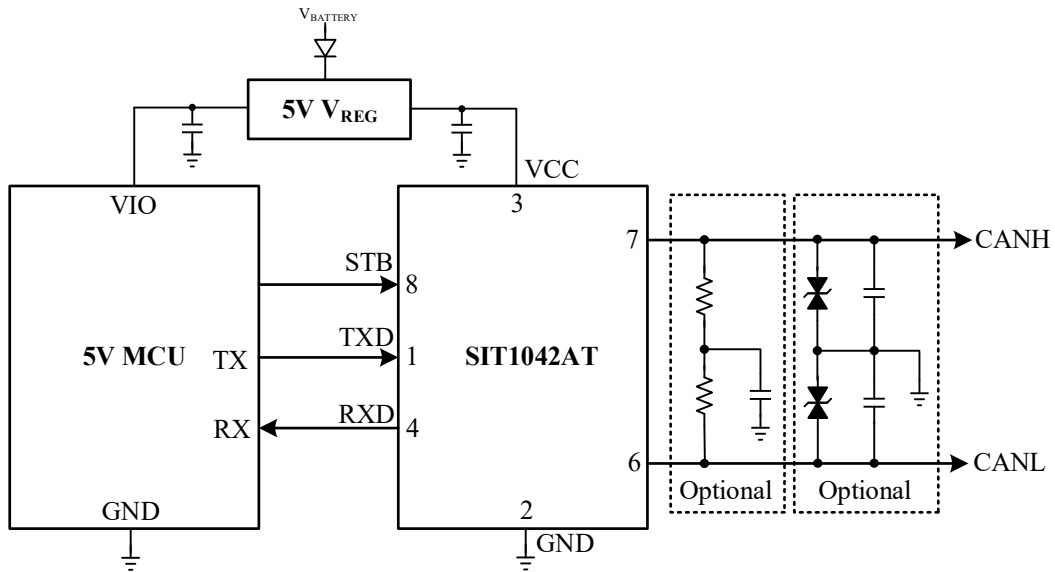 VBATTERY
5V VREG
VCC
VIO
3
7
CANH
STB
8
5V MCU
TX
TXD
1
SIT1042AT
RX
RXD
4
6
CANL
Optional
Optional
GND
2
GND